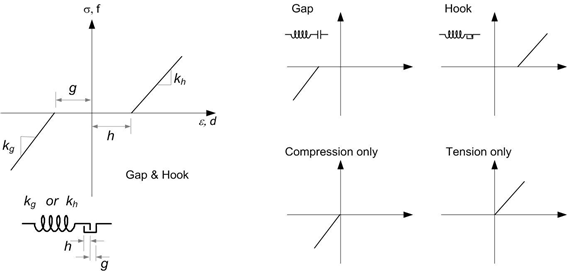 σ, f
g
k_h
k_g
h
ε, d
Gap & Hook
k_g or k_h
h
g
Gap
Hook
Compression only
Tension only